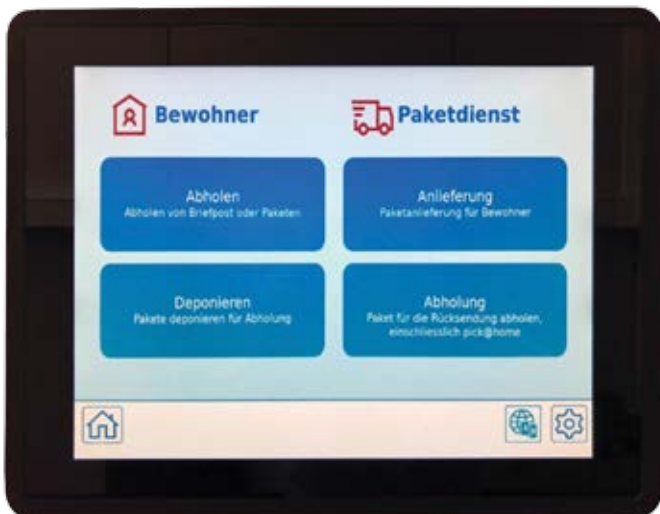 Bewohner
Paketdienst
Abholen
Abholen von Briefpost oder Paketen
Anlieferung
Paketanlieferung für Bewohner
Deponieren
Pakete deponieren für Abholung
Abholung
Paket für die Rücksendung abholen,
einschliesslich pick@home